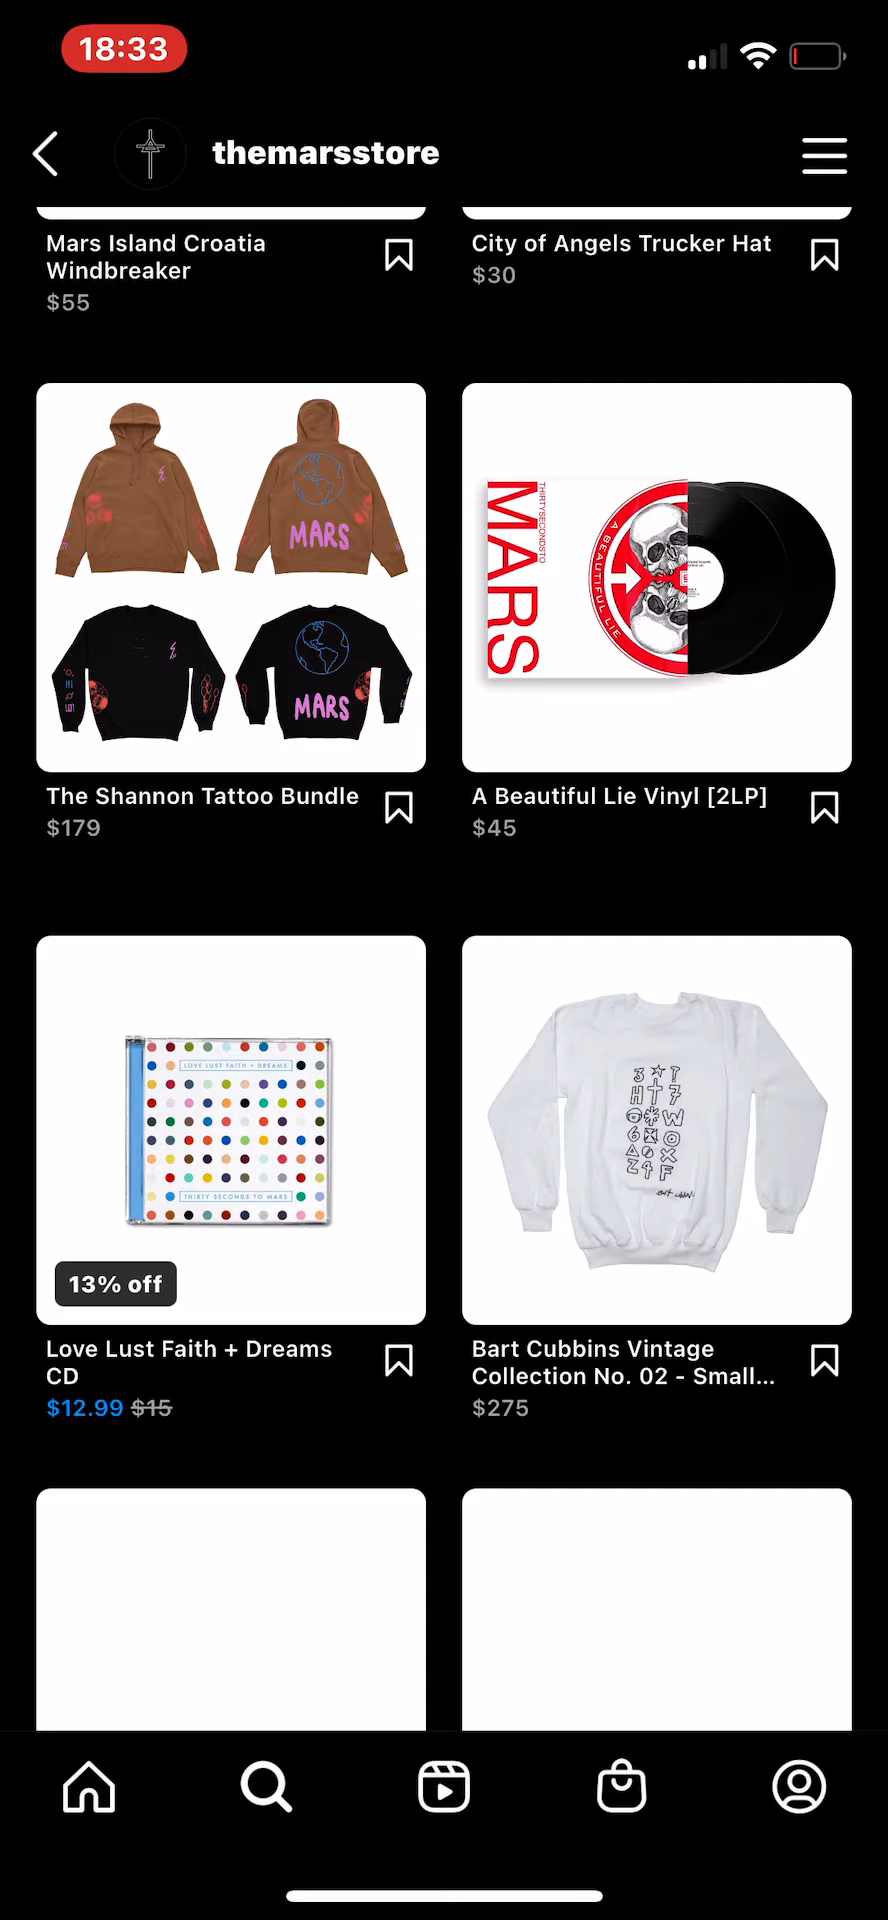 18:33
themarsstore
Mars Island Croatia
Windbreaker
$55
City of Angels Trucker Hat
$30
MARS
MARS
THIRTYSECONDSTO
MARS
A BEAUTIFUL LIE
The Shannon Tattoo Bundle
$179
A Beautiful Lie Vinyl [2LP]
$45
LOVE LUST FAITH + DREAMS
THIRTY SECONDS TO MARS
13% off
Love Lust Faith + Dreams
CD
$12.99 $15
Bart Cubbins Vintage
Collection No. 02 - Small...
$275